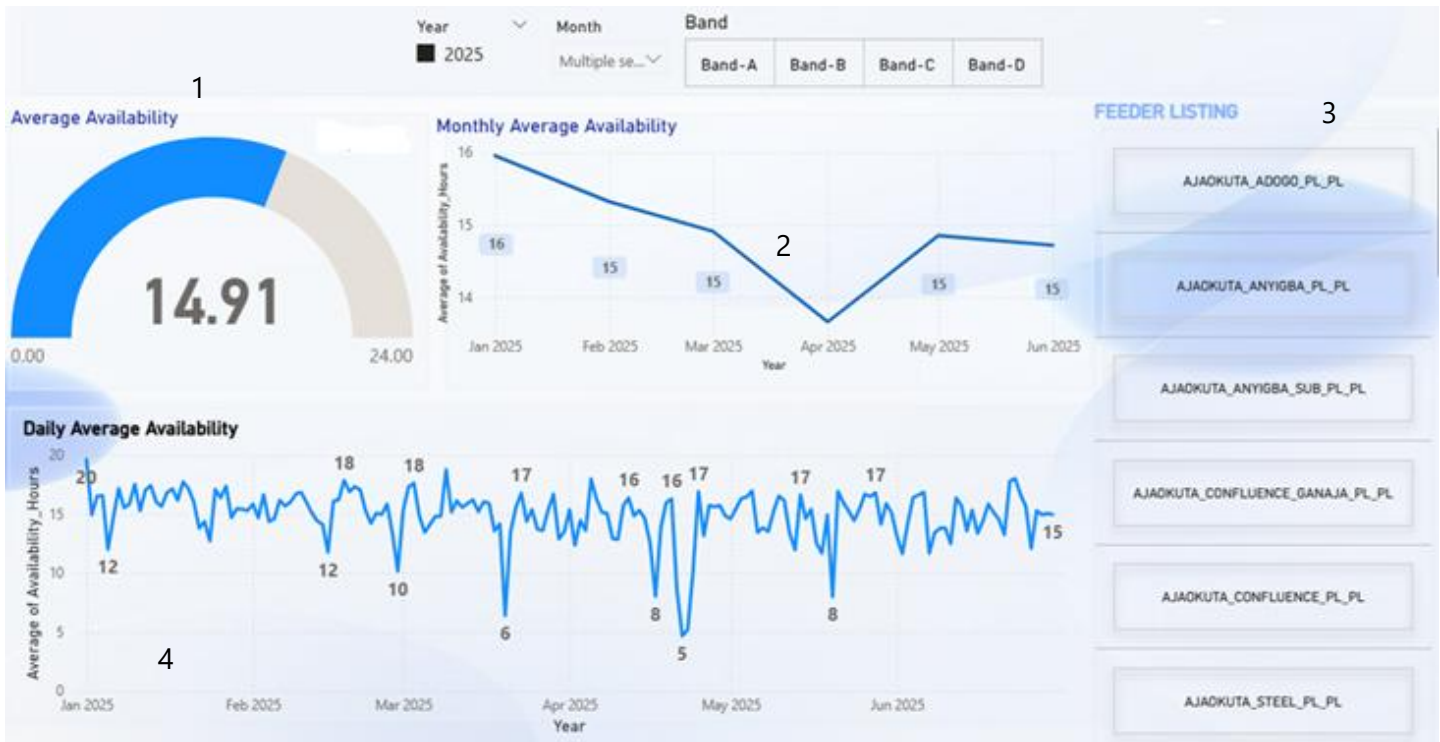 Year
2025
Month
Multiple se...
Band
Band-A Band-B Band-C Band-D
1
Average Availability
14.91
0.00 24.00
Monthly Average Availability
Average of Availability_Hours
16
15
14
16
15
15
2
15
15
Jan 2025 Feb 2025 Mar 2025 Apr 2025 May 2025 Jun 2025
Year
FEEDER LISTING
3
AJAOKUTA_ADOGO_PL_PL
AJAOKUTA_ANYIGBA_PL_PL
AJAOKUTA_ANYIGBA_SUB_PL_PL
AJAOKUTA_CONFLUENCE_GANAJA_PL_PL
AJAOKUTA_CONFLUENCE_PL_PL
AJAOKUTA_STEEL_PL_PL
Daily Average Availability
Average of Availability_Hours
20
15
10
5
0
20 12 12 18 10 18 6 17 16 8 16 5 17 17 8 17 15
4
Jan 2025 Feb 2025 Mar 2025 Apr 2025 May 2025 Jun 2025
Year